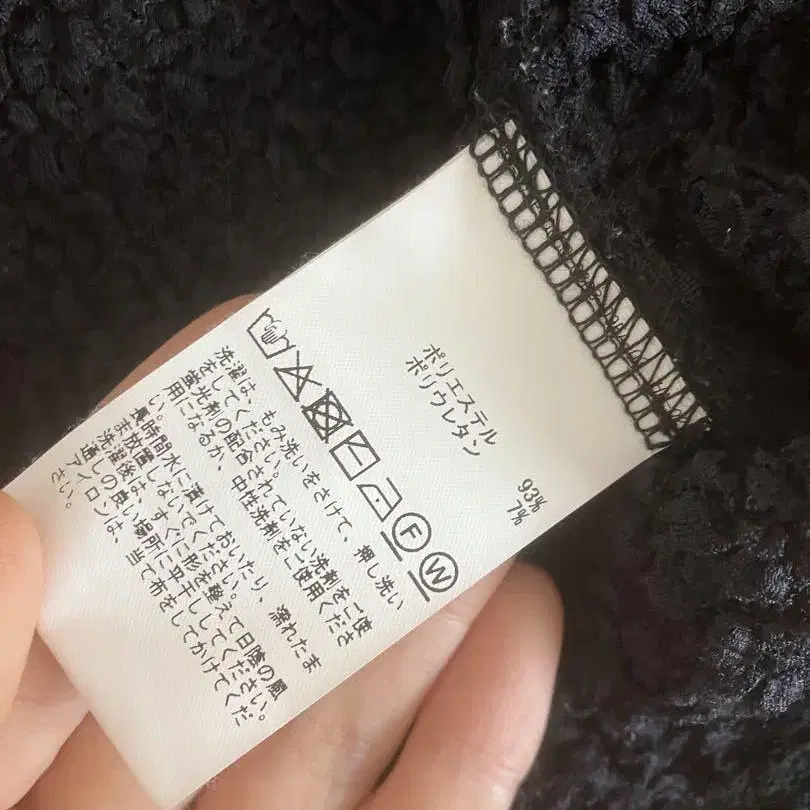 ポリエステル 93%
ポリウレタン 7%
F W
洗濯は、もみ洗いをさけて、押し洗い
をしてください。
蛍光剤の配合されていない洗剤をご使
用になるか、中性洗剤をご使用くださ
い。
長時間水に漬けておいたり、濡れたま
ま放置しないでください。
洗濯後は、すぐに形を整えて日陰の風
通しの良い場所に平干ししてください。
アイロンは、当て布をしてかけてくだ
さい。